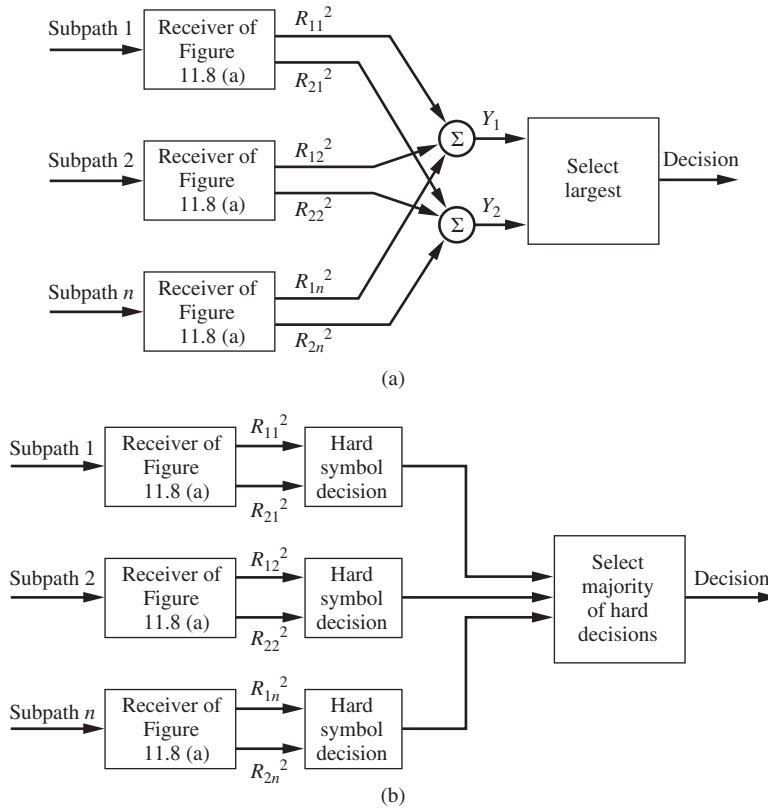 Subpath 1
Receiver of
Figure
11.8 (a)
R₁₁²
R₂₁²
Subpath 2
Receiver of
Figure
11.8 (a)
R₁₂²
R₂₂²
Subpath n
Receiver of
Figure
11.8 (a)
R₁ₙ²
R₂ₙ²
Σ
Y₁
Σ
Y₂
Select
largest
Decision
(a)
Subpath 1
Receiver of
Figure
11.8 (a)
R₁₁²
R₂₁²
Hard
symbol
decision
Subpath 2
Receiver of
Figure
11.8 (a)
R₁₂²
R₂₂²
Hard
symbol
decision
Subpath n
Receiver of
Figure
11.8 (a)
R₁ₙ²
R₂ₙ²
Hard
symbol
decision
Select
majority
of hard
decisions
Decision
(b)